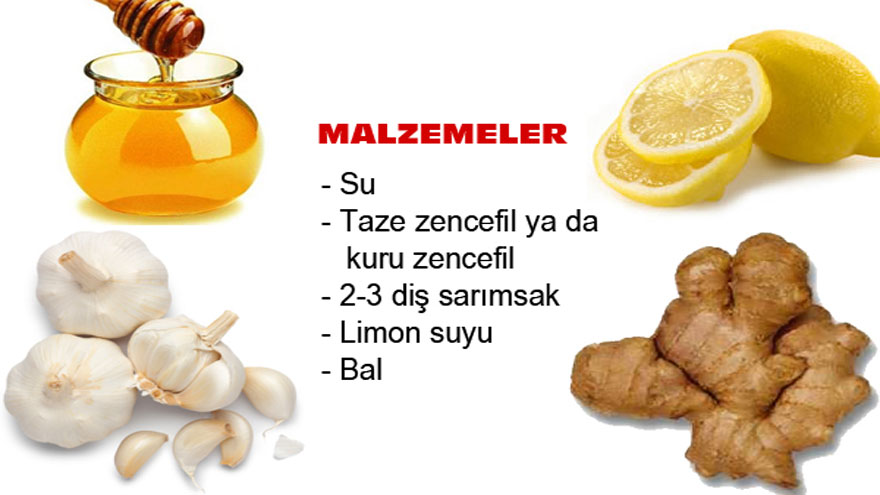 MALZEMELER
- Su
- Taze zencefil ya da
kuru zencefil
- 2-3 diş sarımsak
- Limon suyu
- Bal